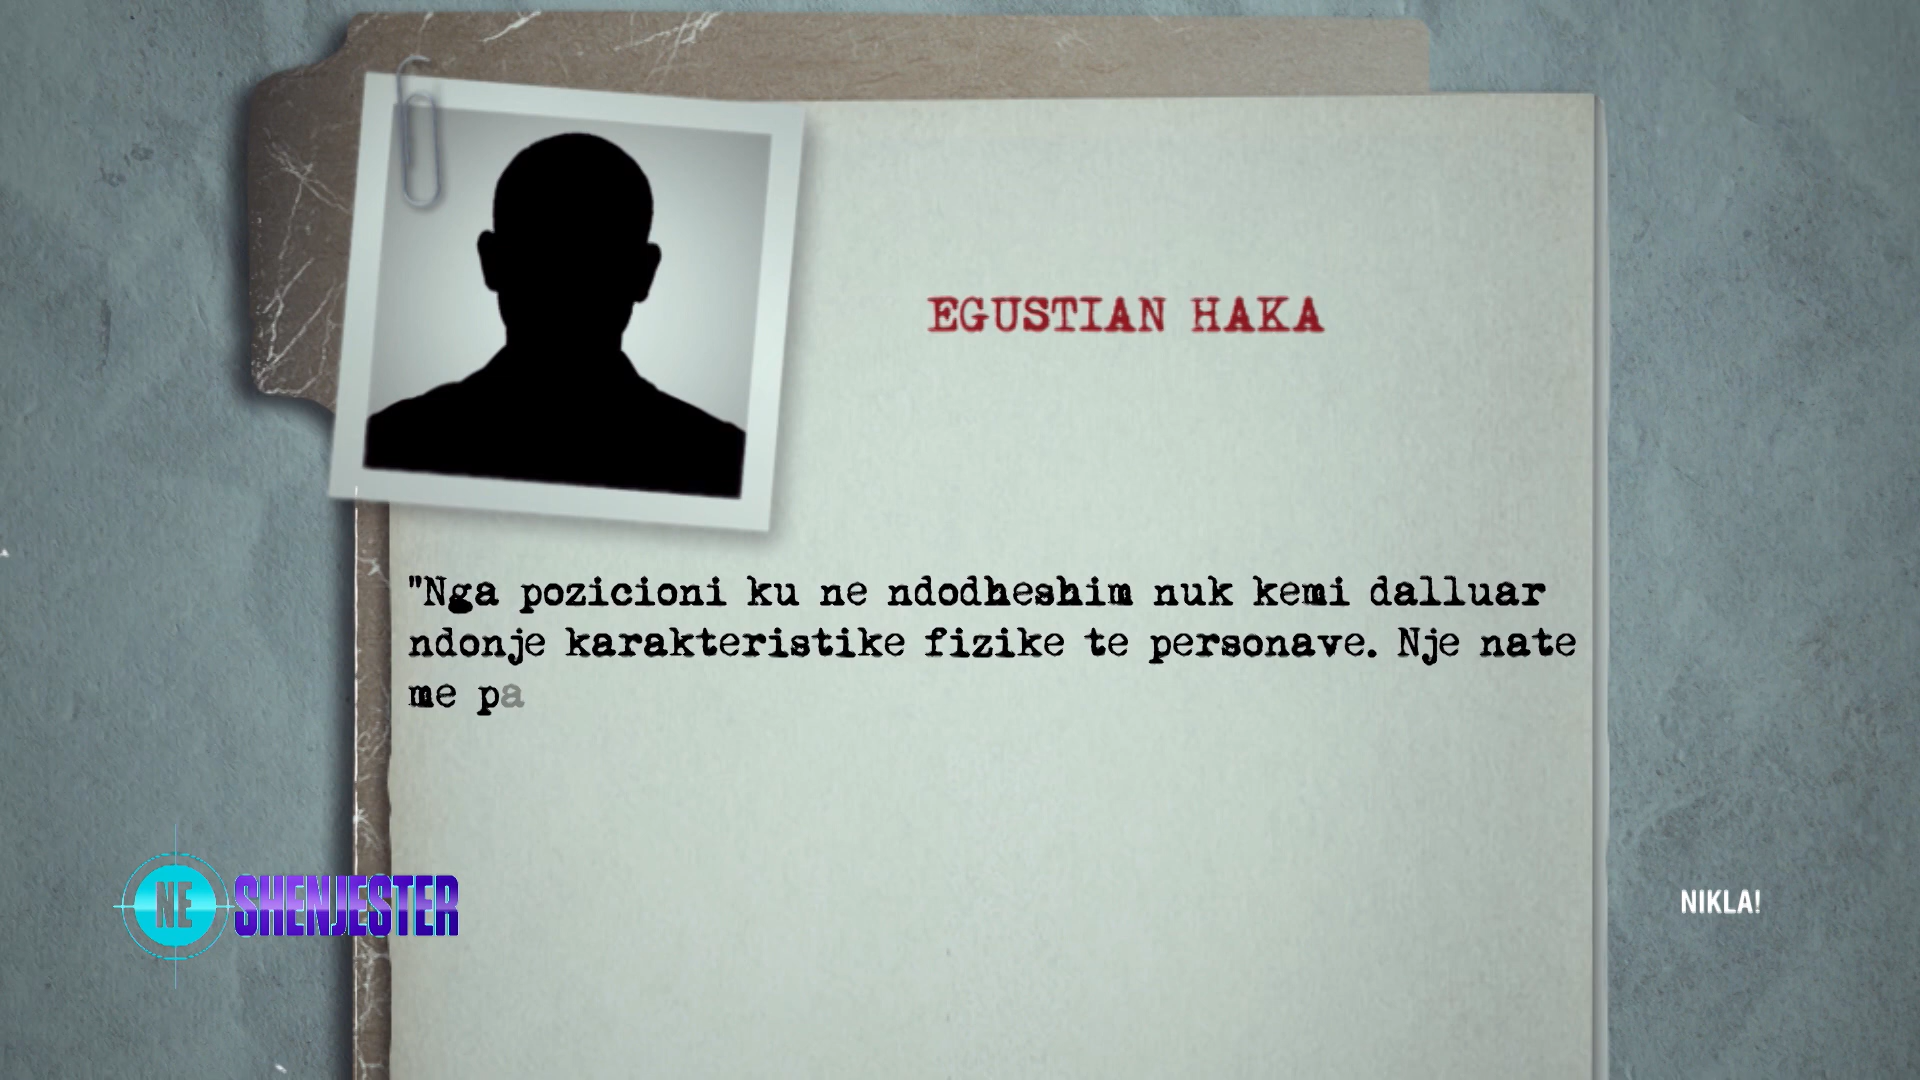 EGUSTIAN HAKA
"Nga pozicioni ku ne ndodheshim nuk kemi dalluar
ndonje karakteristike fizike te personave. Nje nate
me pa
NE SHENJESTER
NIKLA!